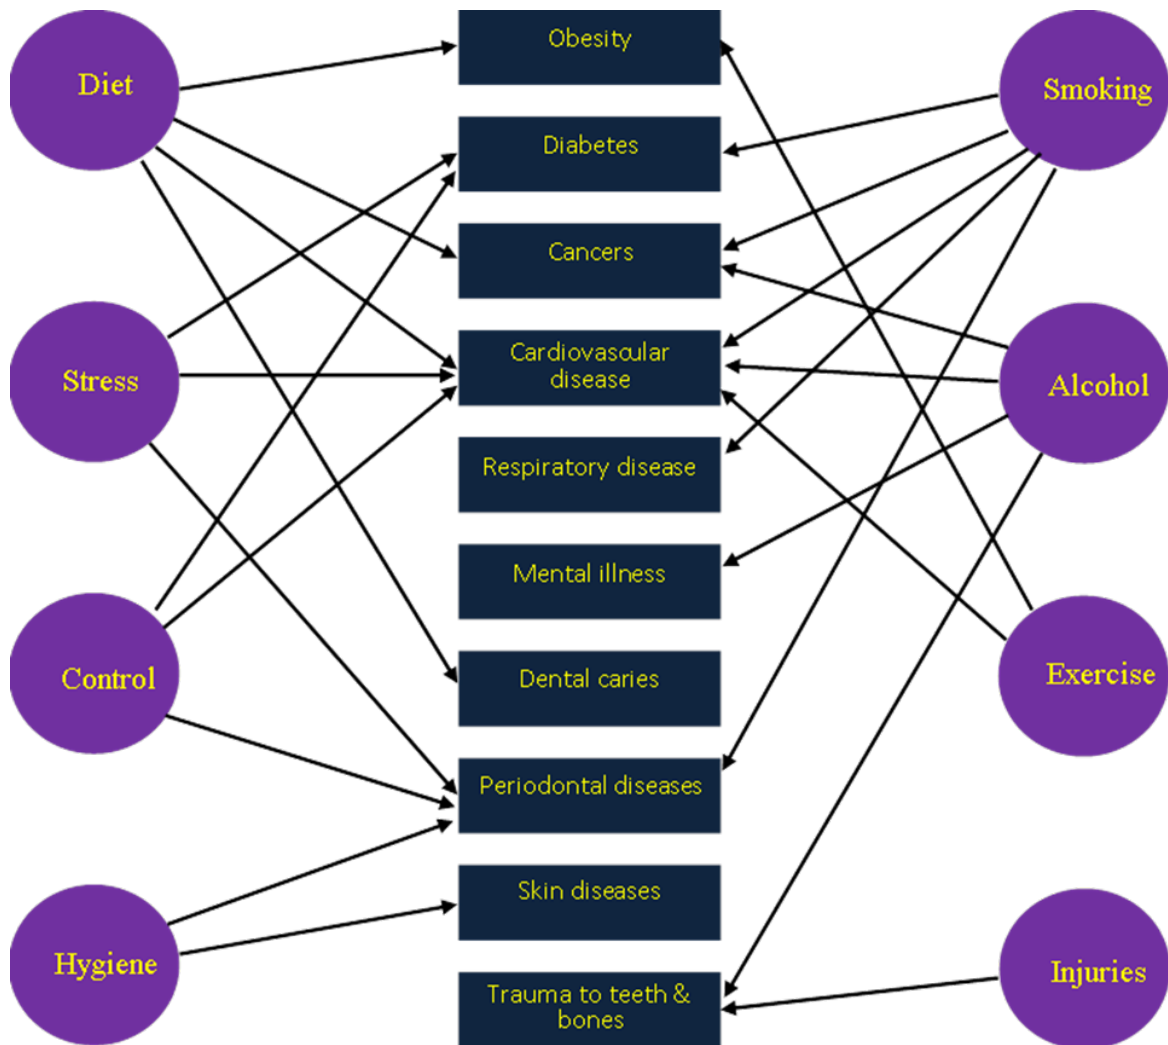 Diet
Stress
Control
Hygiene
Obesity
Diabetes
Cancers
Cardiovascular
disease
Respiratory disease
Mental illness
Dental caries
Periodontal diseases
Skin diseases
Trauma to teeth &
bones
Smoking
Alcohol
Exercise
Injuries